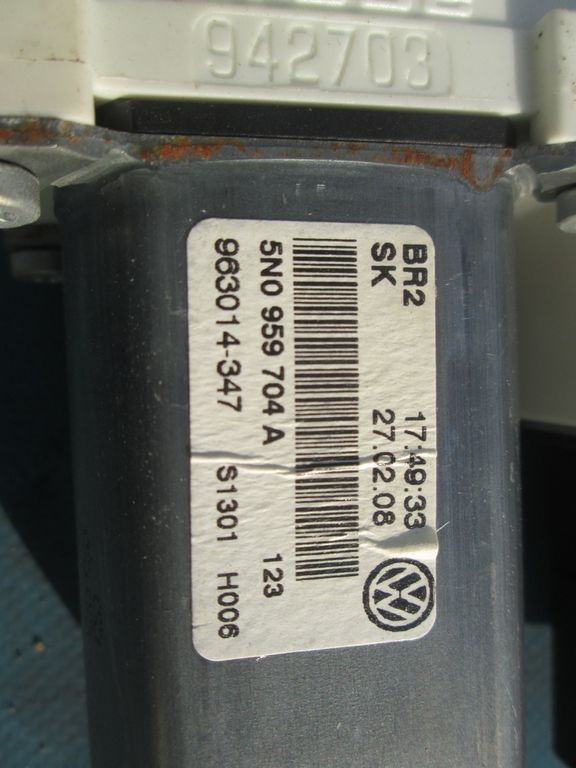 942703
BR2 17:49:33
SK 27.02.08
5N0 959 704 A 123
963014-347 S1301 H006